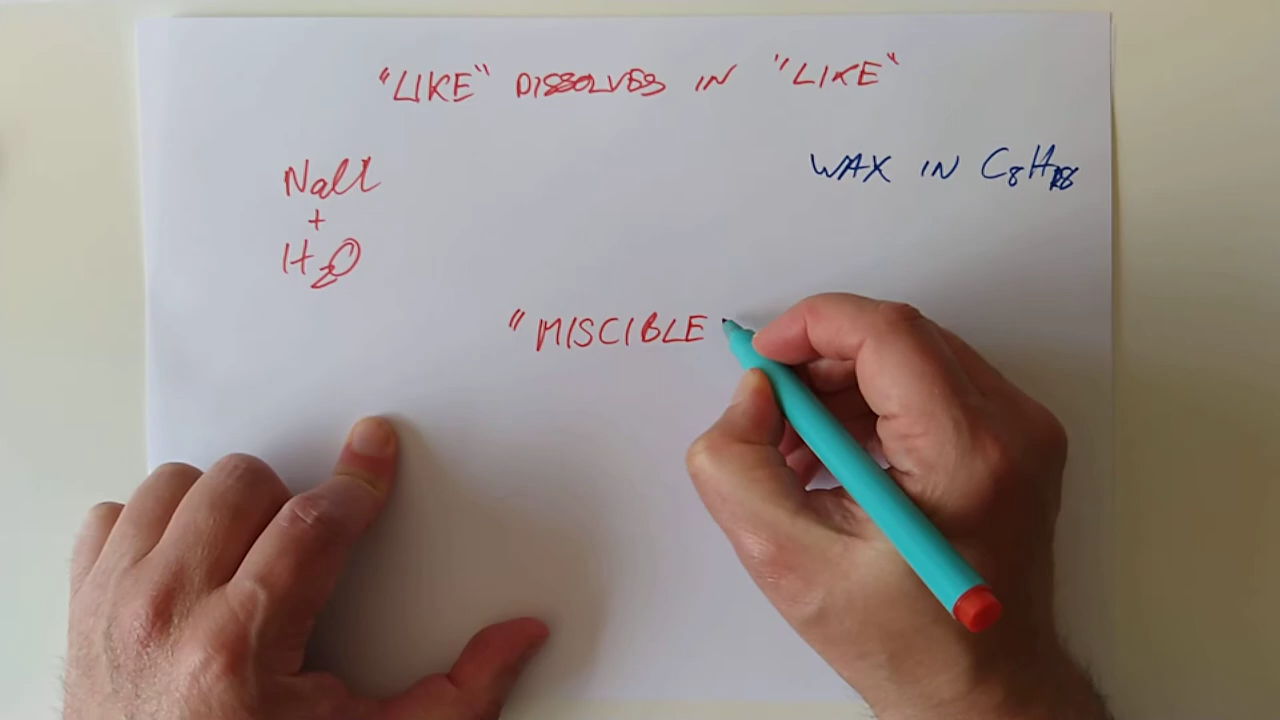 "LIKE" DISSOLVES IN "LIKE"
WAX IN C8H18
NaCl
+
H2O
"MISCIBLE